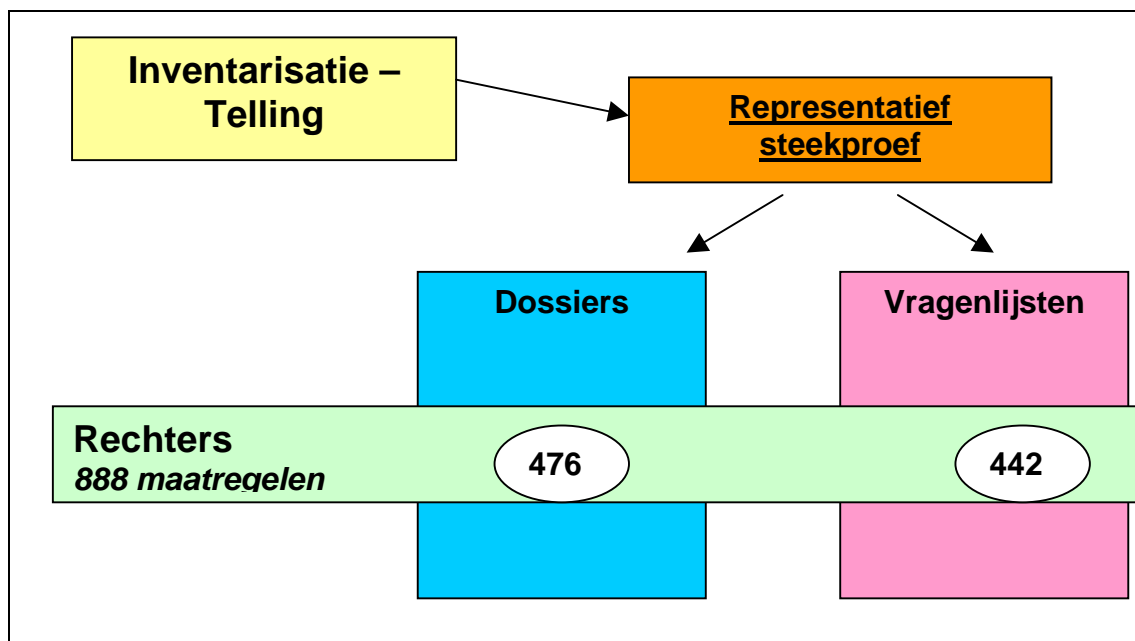 Inventarisatie –
Telling
Representatief
steekproef
Dossiers
Vragenlijsten
Rechters
888 maatregelen
476
442